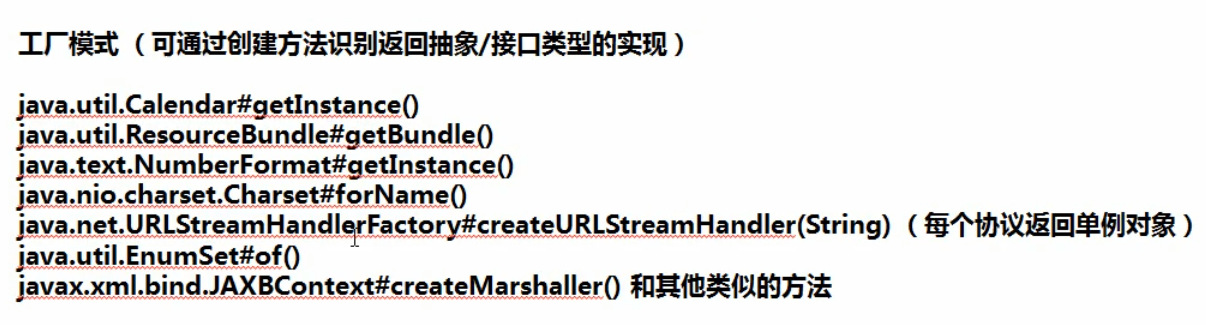 工厂模式（可通过创建方法识别返回抽象/接口类型的实现）
java.util.Calendar#getInstance()
java.util.ResourceBundle#getBundle()
java.text.NumberFormat#getInstance()
java.nio.charset.Charset#forName()
java.net.URLStreamHandlerFactory#createURLStreamHandler(String)（每个协议返回单例对象）
java.util.EnumSet#of()
javax.xml.bind.JAXBContext#createMarshaller() 和其他类似的方法